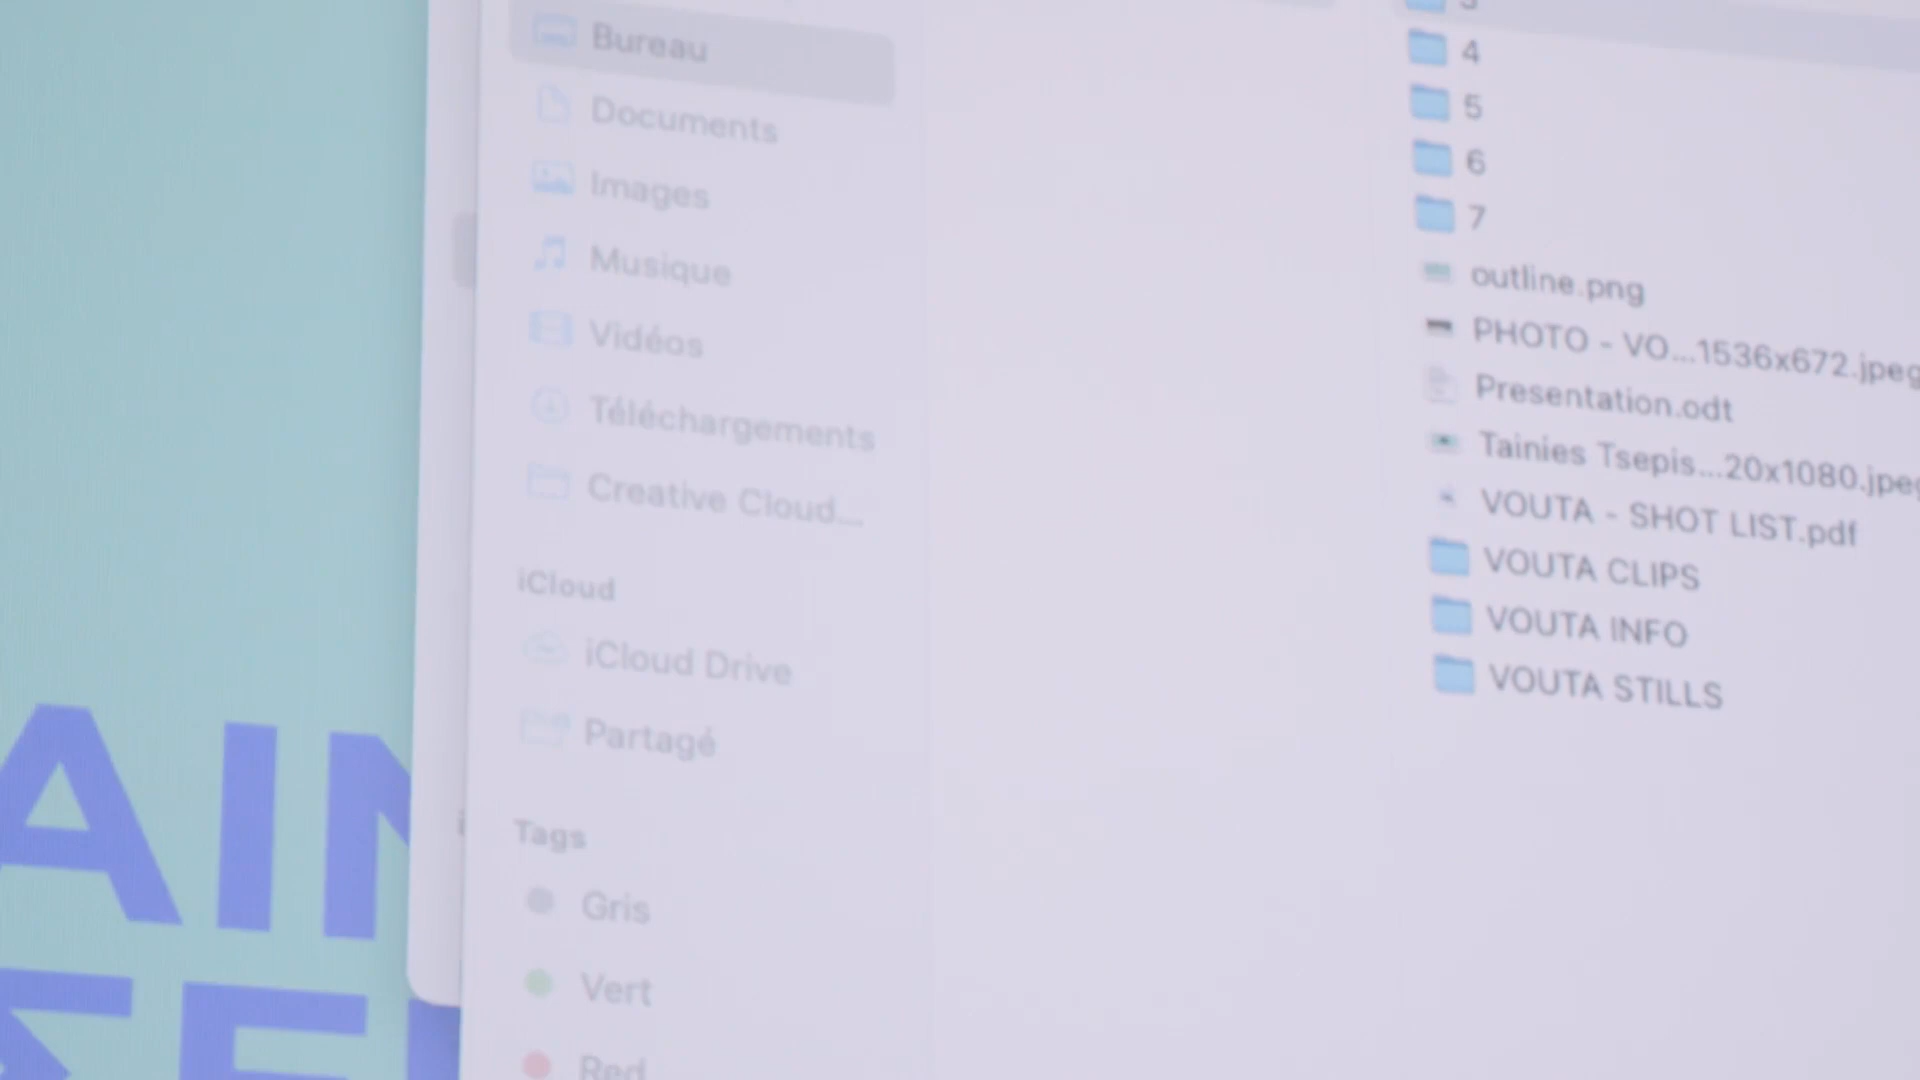 Bureau
Documents
Images
Musique
Vidéos
Téléchargements
Creative Cloud...
iCloud
iCloud Drive
Partagé
Tags
Gris
Vert
Red
3
4
5
6
7
outline.png
PHOTO - VO...1536x672.jpeg
Presentation.odt
Tainies Tsepis...20x1080.jpeg
VOUTA - SHOT LIST.pdf
VOUTA CLIPS
VOUTA INFO
VOUTA STILLS
AIN
ΣΕ